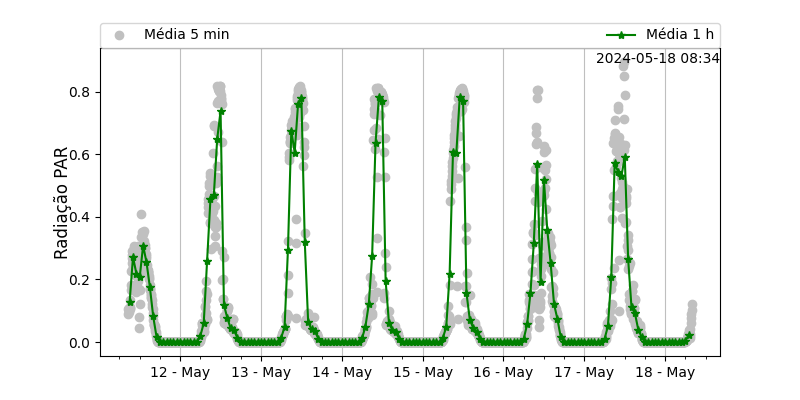 Média 5 min
Média 1 h
2024-05-18 08:34
Radiação PAR
0.8
0.6
0.4
0.2
0.0
12 - May
13 - May
14 - May
15 - May
16 - May
17 - May
18 - May